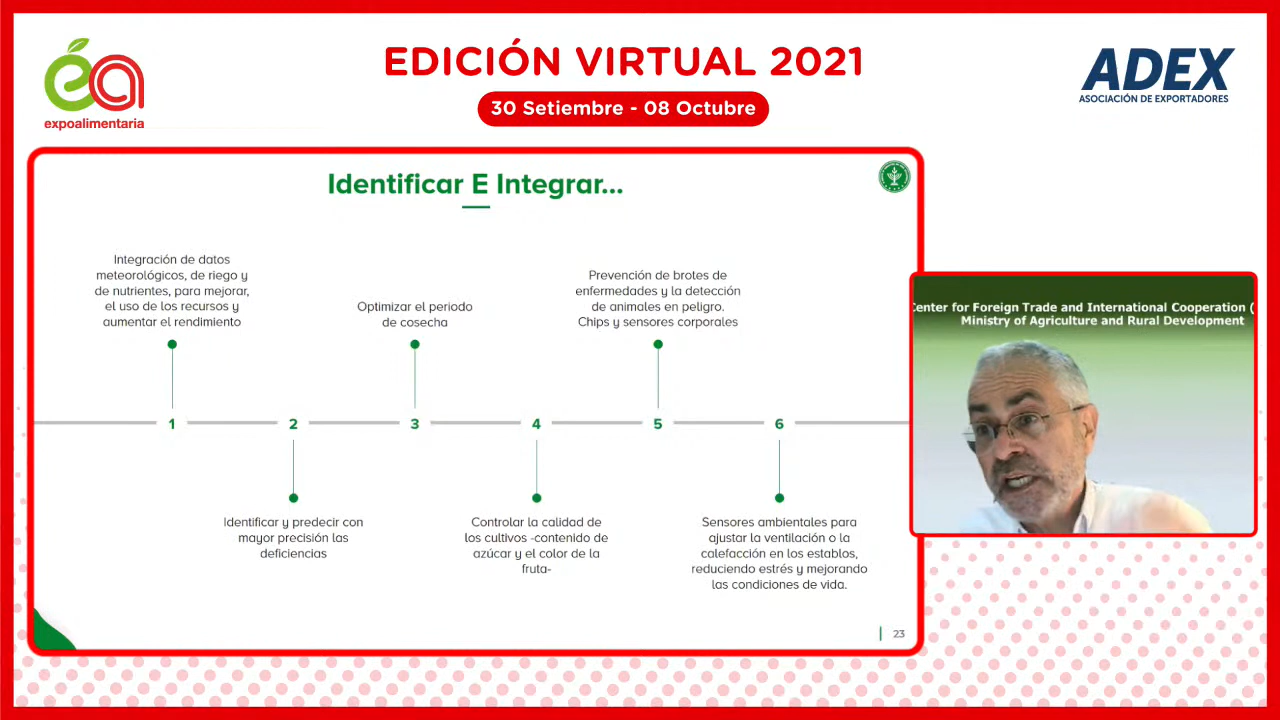 EDICIÓN VIRTUAL 2021
30 Setiembre - 08 Octubre
éa
expoalimentaria
ADEX
ASOCIACIÓN DE EXPORTADORES
Identificar E Integrar...
Integración de datos
meteorológicos, de riego y
de nutrientes, para mejorar,
el uso de los recursos y
aumentar el rendimiento
Optimizar el periodo
de cosecha
Prevención de brotes de
enfermedades y la detección
de animales en peligro.
Chips y sensores corporales
1
2
3
4
5
6
Identificar y predecir con
mayor precisión las
deficiencias
Controlar la calidad de
los cultivos -contenido de
azúcar y el color de la
fruta-
Sensores ambientales para
ajustar la ventilación o la
calefacción en los establos,
reduciendo estrés y mejorando
las condiciones de vida.
23
Center for Foreign Trade and International Cooperation (
Ministry of Agriculture and Rural Development